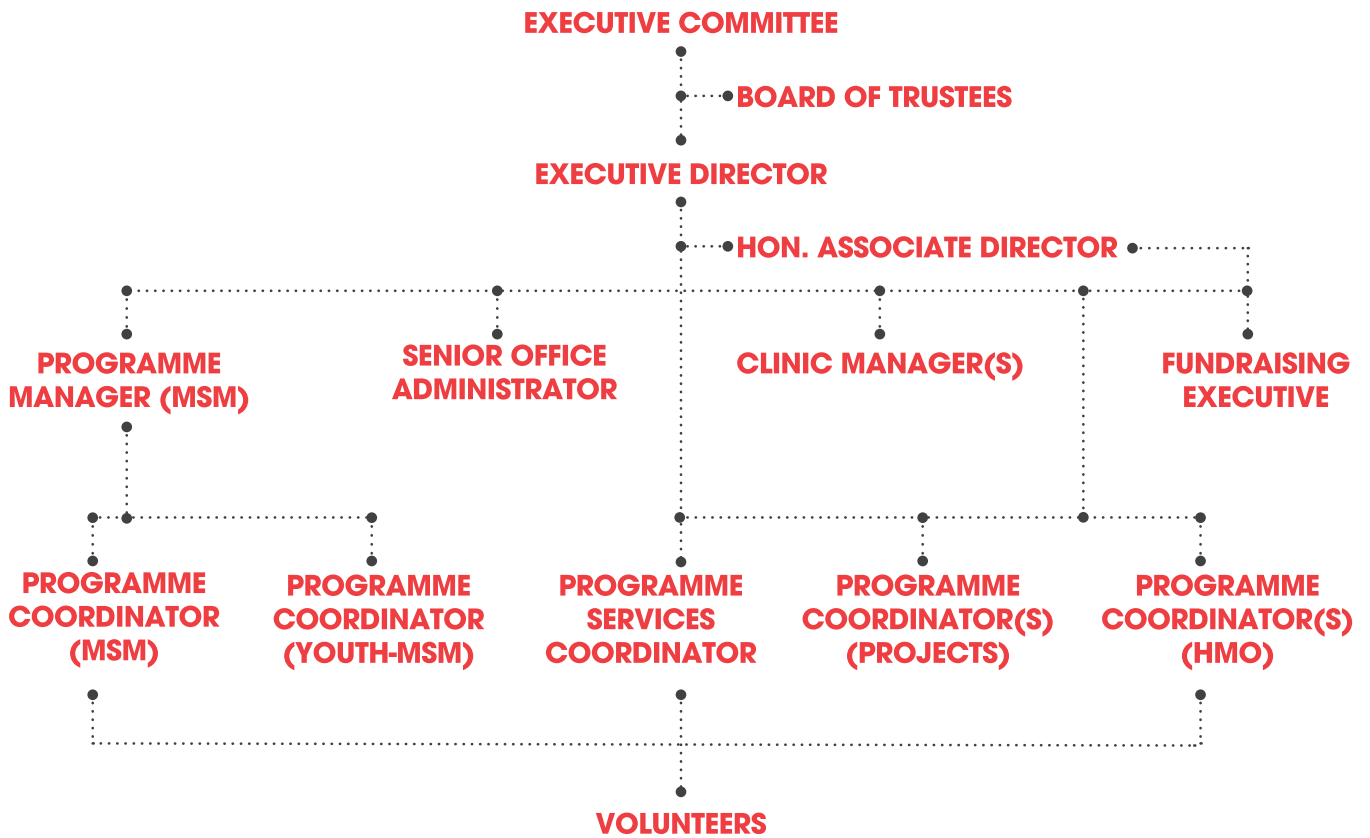 EXECUTIVE COMMITTEE
BOARD OF TRUSTEES
EXECUTIVE DIRECTOR
HON. ASSOCIATE DIRECTOR
PROGRAMME
MANAGER (MSM)
SENIOR OFFICE
ADMINISTRATOR
CLINIC MANAGER(S)
FUNDRAISING
EXECUTIVE
PROGRAMME
COORDINATOR
(MSM)
PROGRAMME
COORDINATOR
(YOUTH-MSM)
PROGRAMME
SERVICES
COORDINATOR
PROGRAMME
COORDINATOR(S)
(PROJECTS)
PROGRAMME
COORDINATOR(S)
(HMO)
VOLUNTEERS